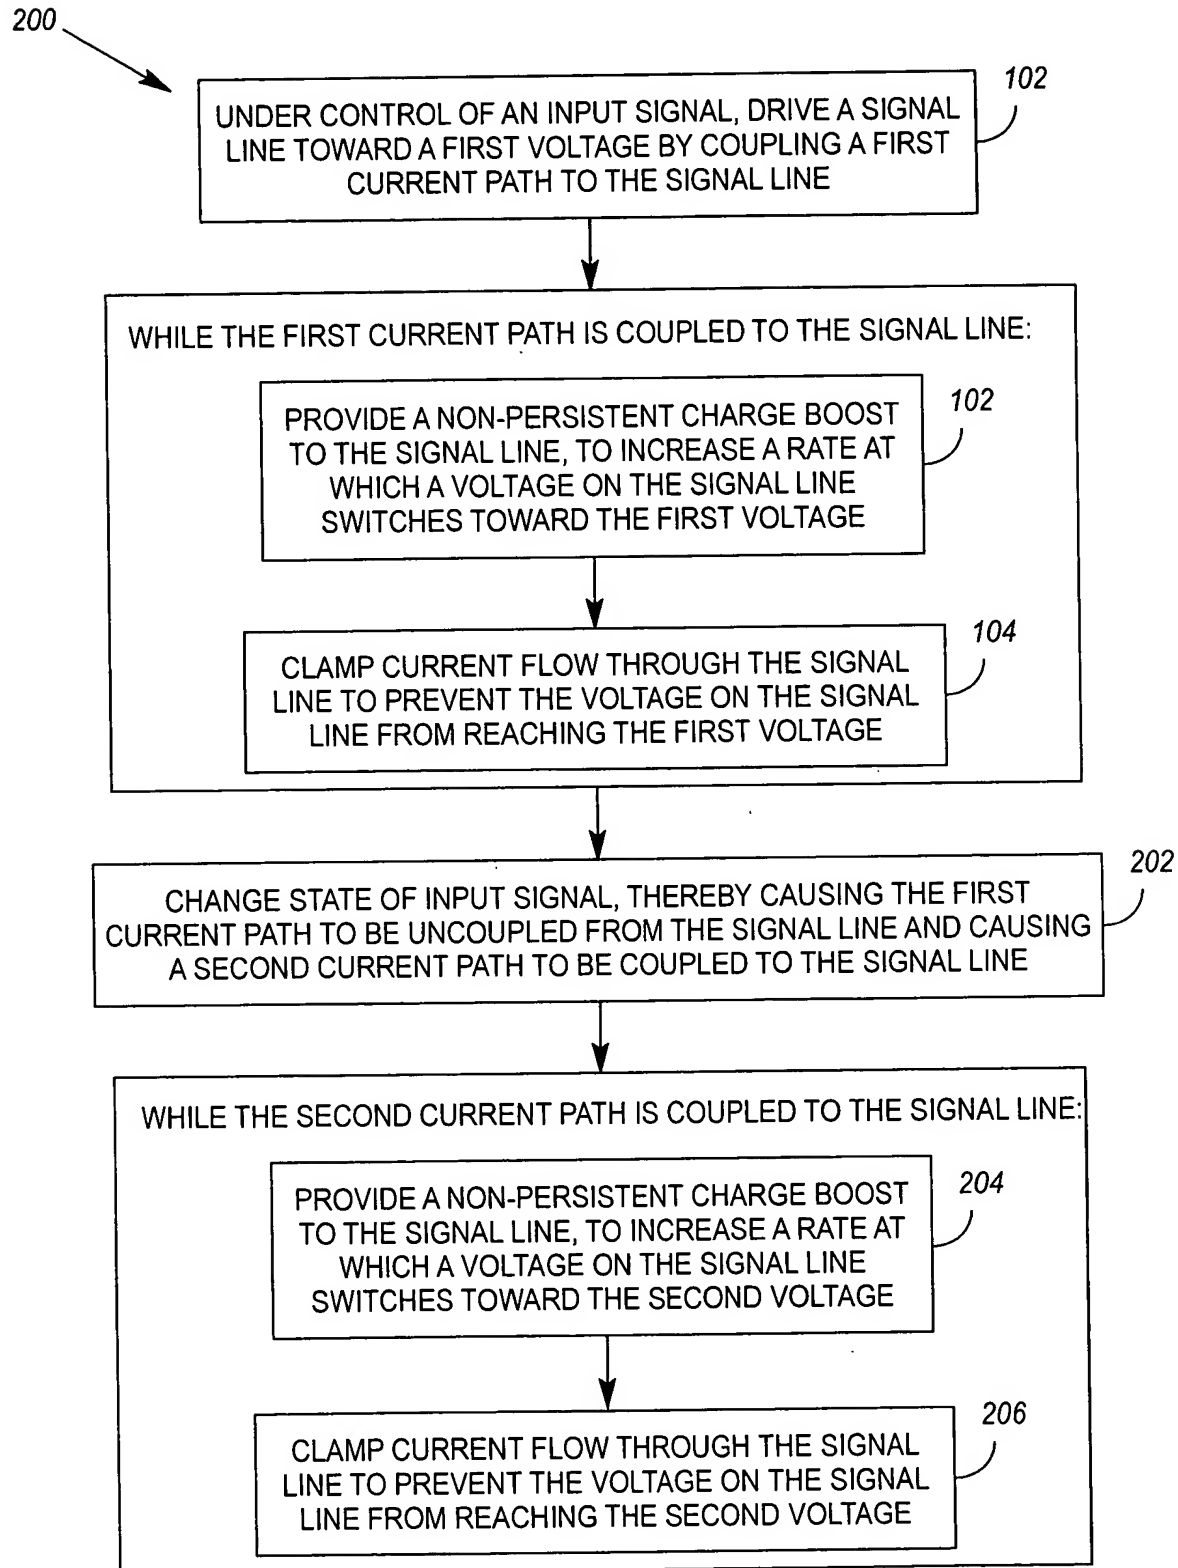 200
102
UNDER CONTROL OF AN INPUT SIGNAL, DRIVE A SIGNAL
LINE TOWARD A FIRST VOLTAGE BY COUPLING A FIRST
CURRENT PATH TO THE SIGNAL LINE
WHILE THE FIRST CURRENT PATH IS COUPLED TO THE SIGNAL LINE:
102
PROVIDE A NON-PERSISTENT CHARGE BOOST
TO THE SIGNAL LINE, TO INCREASE A RATE AT
WHICH A VOLTAGE ON THE SIGNAL LINE
SWITCHES TOWARD THE FIRST VOLTAGE
104
CLAMP CURRENT FLOW THROUGH THE SIGNAL
LINE TO PREVENT THE VOLTAGE ON THE SIGNAL
LINE FROM REACHING THE FIRST VOLTAGE
202
CHANGE STATE OF INPUT SIGNAL, THEREBY CAUSING THE FIRST
CURRENT PATH TO BE UNCOUPLED FROM THE SIGNAL LINE AND CAUSING
A SECOND CURRENT PATH TO BE COUPLED TO THE SIGNAL LINE
WHILE THE SECOND CURRENT PATH IS COUPLED TO THE SIGNAL LINE:
204
PROVIDE A NON-PERSISTENT CHARGE BOOST
TO THE SIGNAL LINE, TO INCREASE A RATE AT
WHICH A VOLTAGE ON THE SIGNAL LINE
SWITCHES TOWARD THE SECOND VOLTAGE
206
CLAMP CURRENT FLOW THROUGH THE SIGNAL
LINE TO PREVENT THE VOLTAGE ON THE SIGNAL
LINE FROM REACHING THE SECOND VOLTAGE